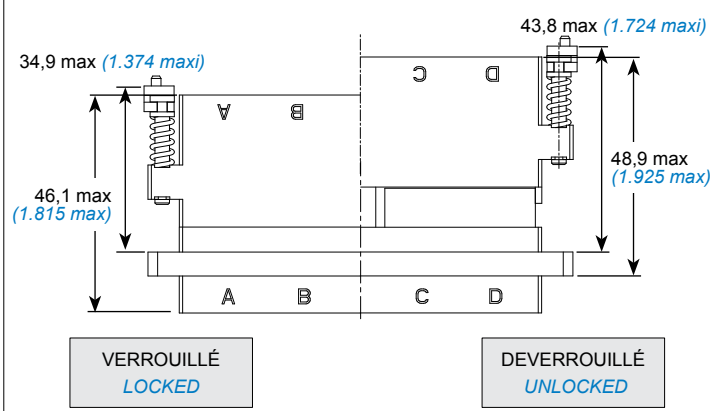 43,8 max (1.724 maxi)
34,9 max (1.374 maxi)
C D
A B
48,9 max
(1.925 max)
46,1 max
(1.815 max)
A B C D
VERROUILLÉ
LOCKED
DEVERROUILLÉ
UNLOCKED